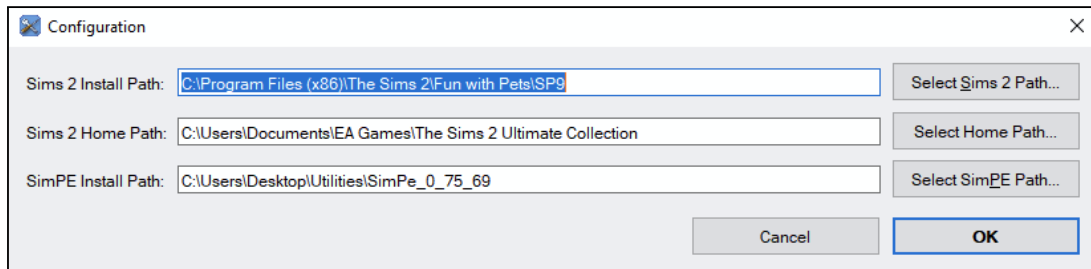 Configuration
Sims 2 Install Path: C:\Program Files (x86)\The Sims 2\Fun with Pets\SP9 Select Sims 2 Path...
Sims 2 Home Path: C:\Users\Documents\EA Games\The Sims 2 Ultimate Collection Select Home Path...
SimPE Install Path: C:\Users\Desktop\Utilities\SimPe_0_75_69 Select SimPE Path...
Cancel OK